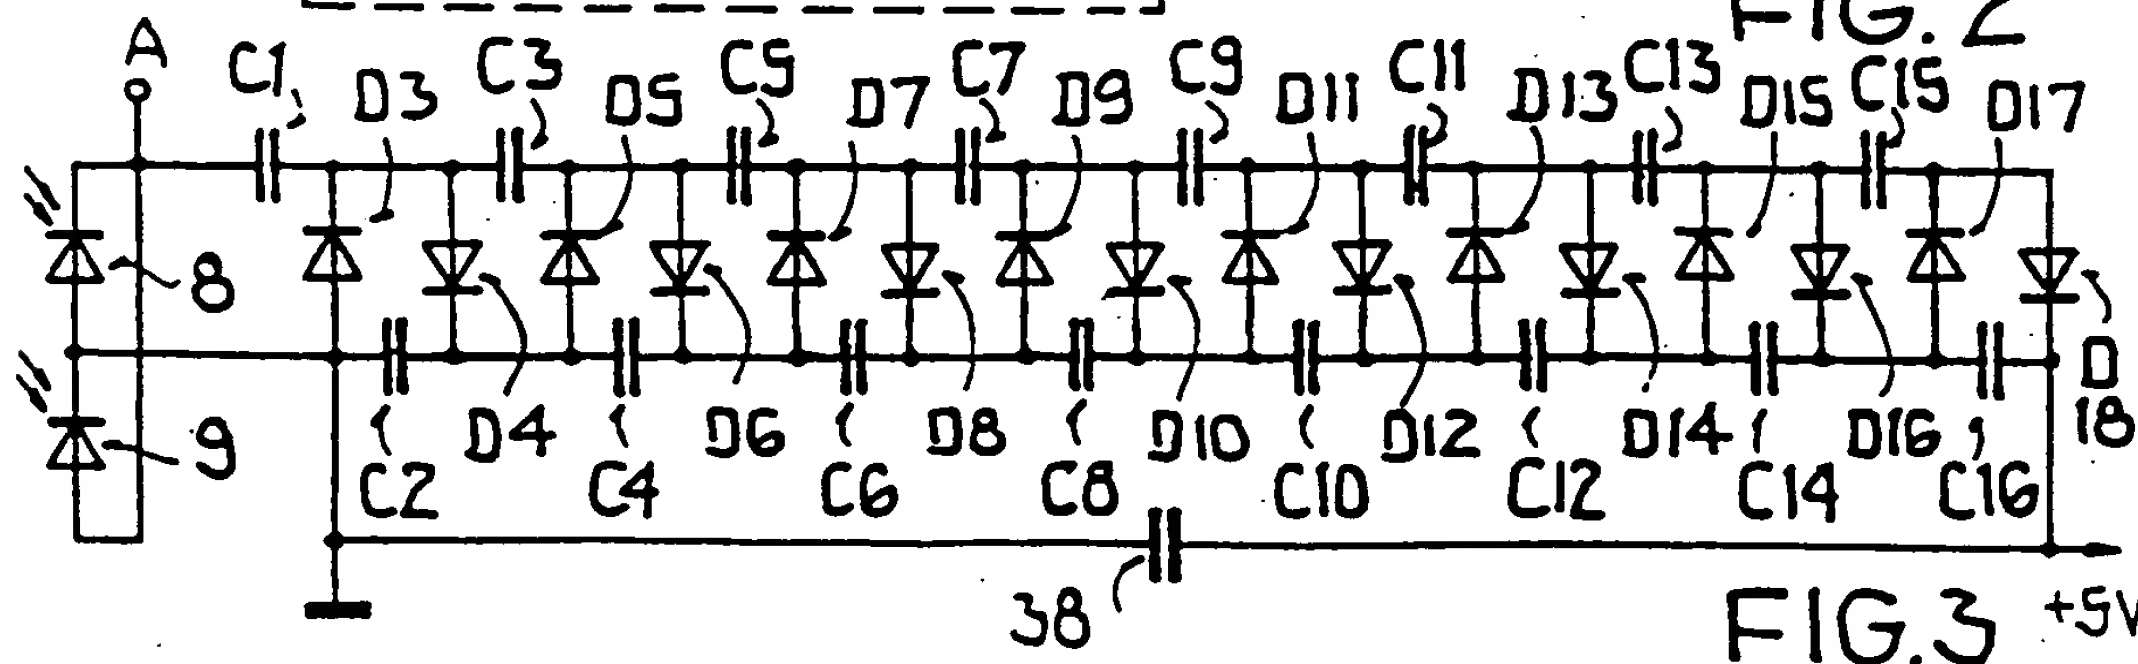 FIG. 2
A
C1 D3 C3 D5 C5 D7 C7 D9 C9 D11 C11 D13 C13 D15 C15 D17
8
9
C2 D4 C4 D6 C6 D8 C8 D10 C10 D12 C12 D14 C14 D16 C16 D
18
38
FIG. 3
+5V